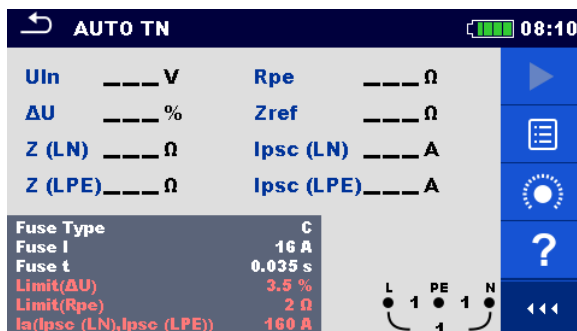 AUTO TN 08:10
Uln ___V Rpe ___Ω
ΔU ___% Zref ___Ω
Z (LN) ___Ω Ipsc (LN) ___A
Z (LPE)___Ω Ipsc (LPE)___A
Fuse Type C
Fuse I 16 A
Fuse t 0.035 s
Limit(ΔU) 3.5 %
Limit(Rpe) 2 Ω
Ia(Ipsc (LN),Ipsc (LPE)) 160 A
L PE N
1 1
1
?